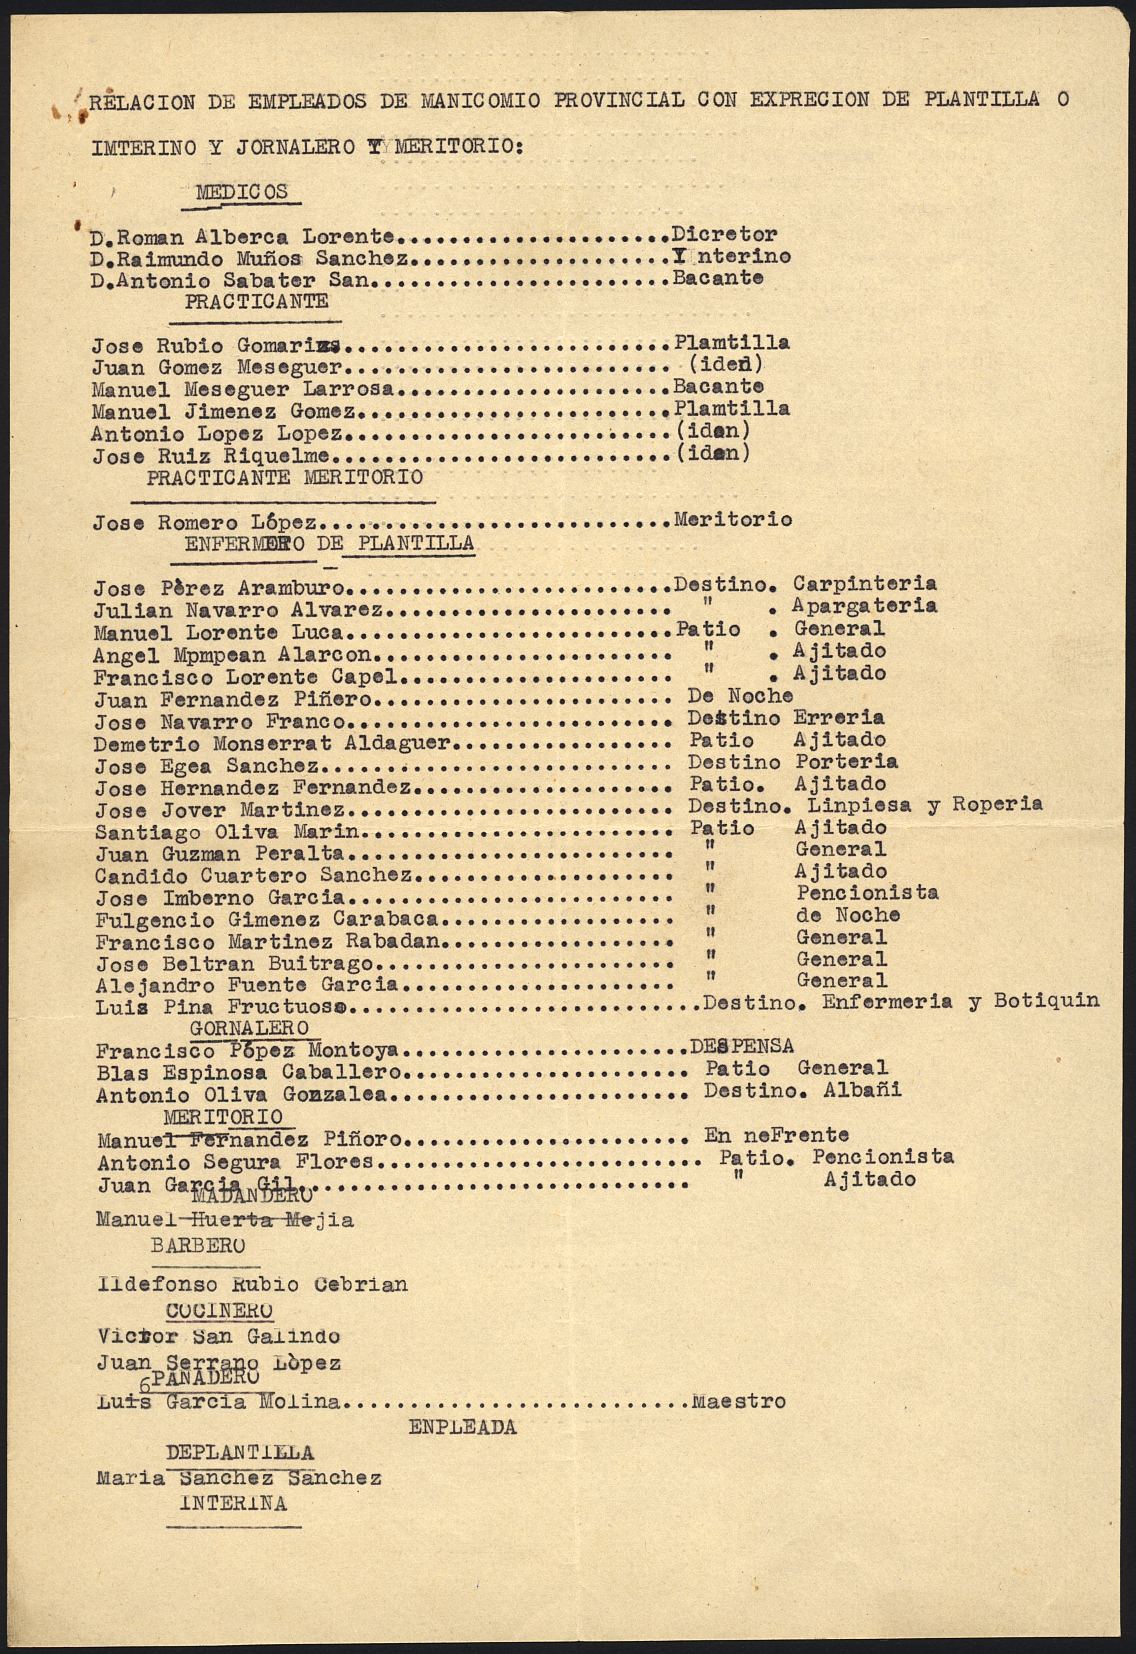 RELACION DE EMPLEADOS DE MANICOMIO PROVINCIAL CON EXPRECION DE PLANTILLA O
IMTERINO Y JORNALERO Y MERITORIO:
MEDICOS
D.Roman Alberca Lorente.....................Dicretor
D.Raimundo Muños Sanchez....................Ynterino
D.Antonio Sabater San.......................Bacante
PRACTICANTE
Jose Rubio Gomarizs.........................Plamtilla
Juan Gomez Meseguer......................... (iden)
Manuel Meseguer Larrosa.....................Bacante
Manuel Jimenez Gomez........................Plamtilla
Antonio Lopez Lopez.........................(iden)
Jose Ruiz Riquelme..........................(iden)
PRACTICANTE MERITORIO
Jose Romero López...........................Meritorio
ENFERMERO DE PLANTILLA
Jose Pèrez Aramburo.........................Destino. Carpinteria
Julian Navarro Alvarez...................... " . Apargateria
Manuel Lorente Luca.........................Patio . General
Angel Mpmpean Alarcon....................... " . Ajitado
Francisco Lorente Capel..................... " . Ajitado
Juan Fernandez Piñero....................... De Noche
Jose Navarro Franco......................... Destino Erreria
Demetrio Monserrat Aldaguer................. Patio Ajitado
Jose Egea Sanchez........................... Destino Porteria
Jose Hernandez Fernandez.................... Patio. Ajitado
Jose Jover Martinez......................... Destino. Linpiesa y Roperia
Santiago Oliva Marin........................ Patio Ajitado
Juan Guzman Peralta......................... " General
Candido Cuartero Sanchez.................... " Ajitado
Jose Imberno Garcia......................... " Pencionista
Fulgencio Gimenez Carabaca.................. " de Noche
Francisco Martinez Rabadan.................. " General
Jose Beltran Buitrago....................... " General
Alejandro Fuente Garcia..................... " General
Luis Pina Fructuoso...........................Destino. Enfermeria y Botiquin
GORNALERO
Francisco Pópez Montoya......................DESPENSA
Blas Espinosa Caballero...................... Patio General
Antonio Oliva Gonzalea....................... Destino. Albañi
MERITORIO
Manuel Fernandez Piñoro...................... En neFrente
Antonio Segura Flores......................... Patio. Pencionista
Juan Garcia Gil.............................. " Ajitado
MADANDERO
Manuel Huerta Mejia
BARBERO
Ildefonso Rubio Cebrian
COCINERO
Victor San Galindo
Juan Serrano Lòpez
6 PANADERO
Luis Garcia Molina...........................Maestro
ENPLEADA
DEPLANTILLA
Maria Sanchez Sanchez
INTERINA